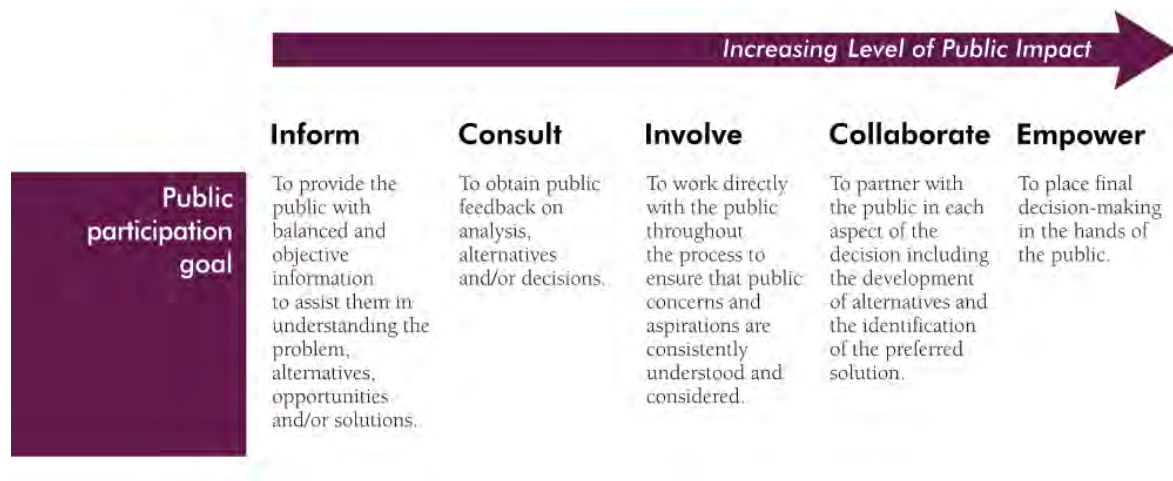 Increasing Level of Public Impact
Inform
Consult
Involve
Collaborate
Empower
Public
participation
goal
To provide the
public with
balanced and
objective
information
to assist them in
understanding the
problem,
alternatives,
opportunities
and/or solutions.
To obtain public
feedback on
analysis,
alternatives
and/or decisions.
To work directly
with the public
throughout
the process to
ensure that public
concerns and
aspirations are
consistently
understood and
considered.
To partner with
the public in each
aspect of the
decision including
the development
of alternatives and
the identification
of the preferred
solution.
To place final
decision-making
in the hands of
the public.